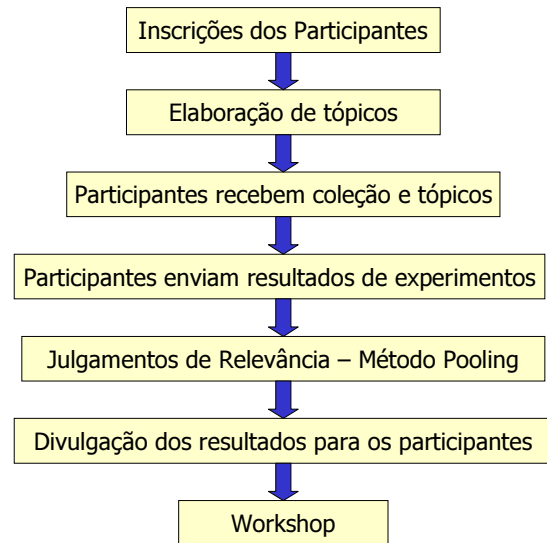 Inscrições dos Participantes
Elaboração de tópicos
Participantes recebem coleção e tópicos
Participantes enviam resultados de experimentos
Julgamentos de Relevância – Método Pooling
Divulgação dos resultados para os participantes
Workshop